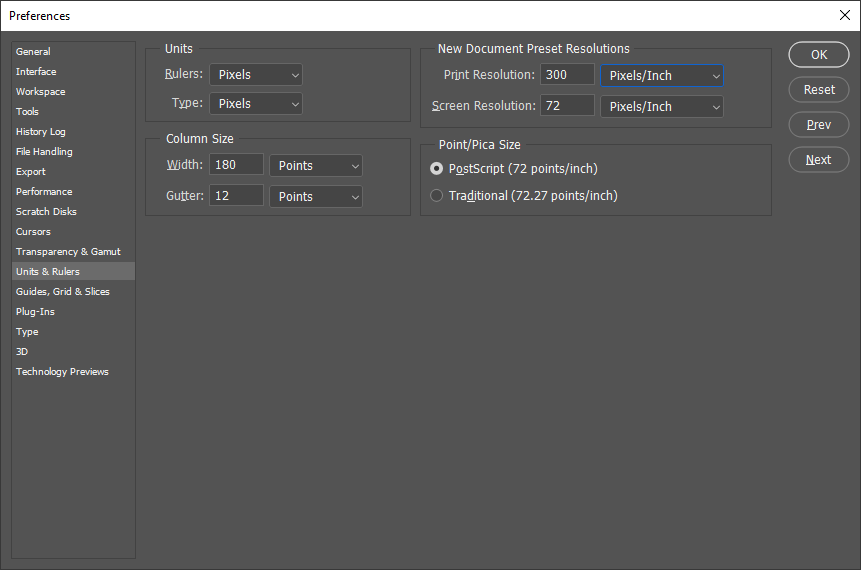 Preferences
General
Interface
Workspace
Tools
History Log
File Handling
Export
Performance
Scratch Disks
Cursors
Transparency & Gamut
Units & Rulers
Guides, Grid & Slices
Plug-Ins
Type
3D
Technology Previews
Units
Rulers: Pixels
Type: Pixels
Column Size
Width: 180 Points
Gutter: 12 Points
New Document Preset Resolutions
Print Resolution: 300 Pixels/Inch
Screen Resolution: 72 Pixels/Inch
Point/Pica Size
PostScript (72 points/inch)
Traditional (72.27 points/inch)
OK
Reset
Prev
Next